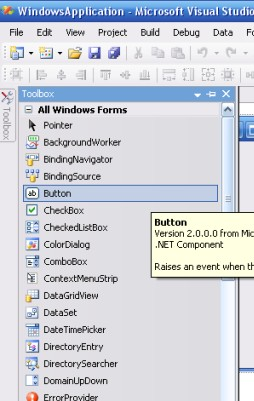 WindowsApplication - Microsoft Visual Studio
File Edit View Project Build Debug Data Fo
Toolbox
Toolbox
All Windows Forms
Pointer
BackgroundWorker
BindingNavigator
BindingSource
ab Button
CheckBox
CheckedListBox
ColorDialog
ComboBox
ContextMenuStrip
DataGridView
DataSet
DateTimePicker
DirectoryEntry
DirectorySearcher
DomainUpDown
ErrorProvider
Button
Version 2.0.0.0 from Mic
.NET Component
Raises an event when th